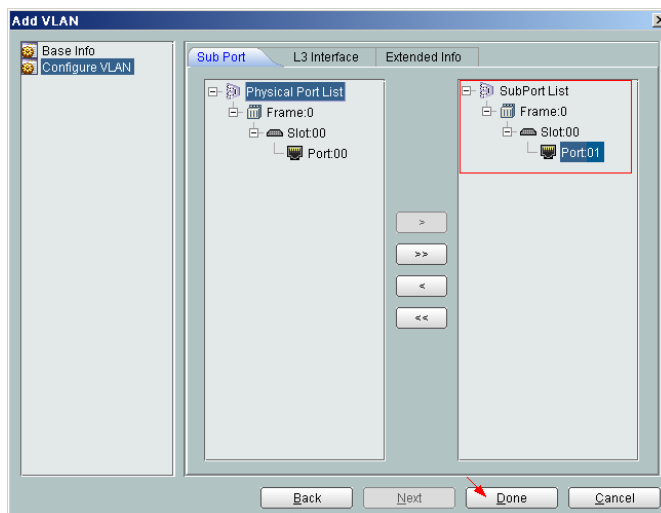 Add VLAN
Base Info
Configure VLAN
Sub Port L3 Interface Extended Info
Physical Port List
Frame:0
Slot:00
Port:00
>
>>
<
<<
SubPort List
Frame:0
Slot:00
Port:01
Back Next Done Cancel